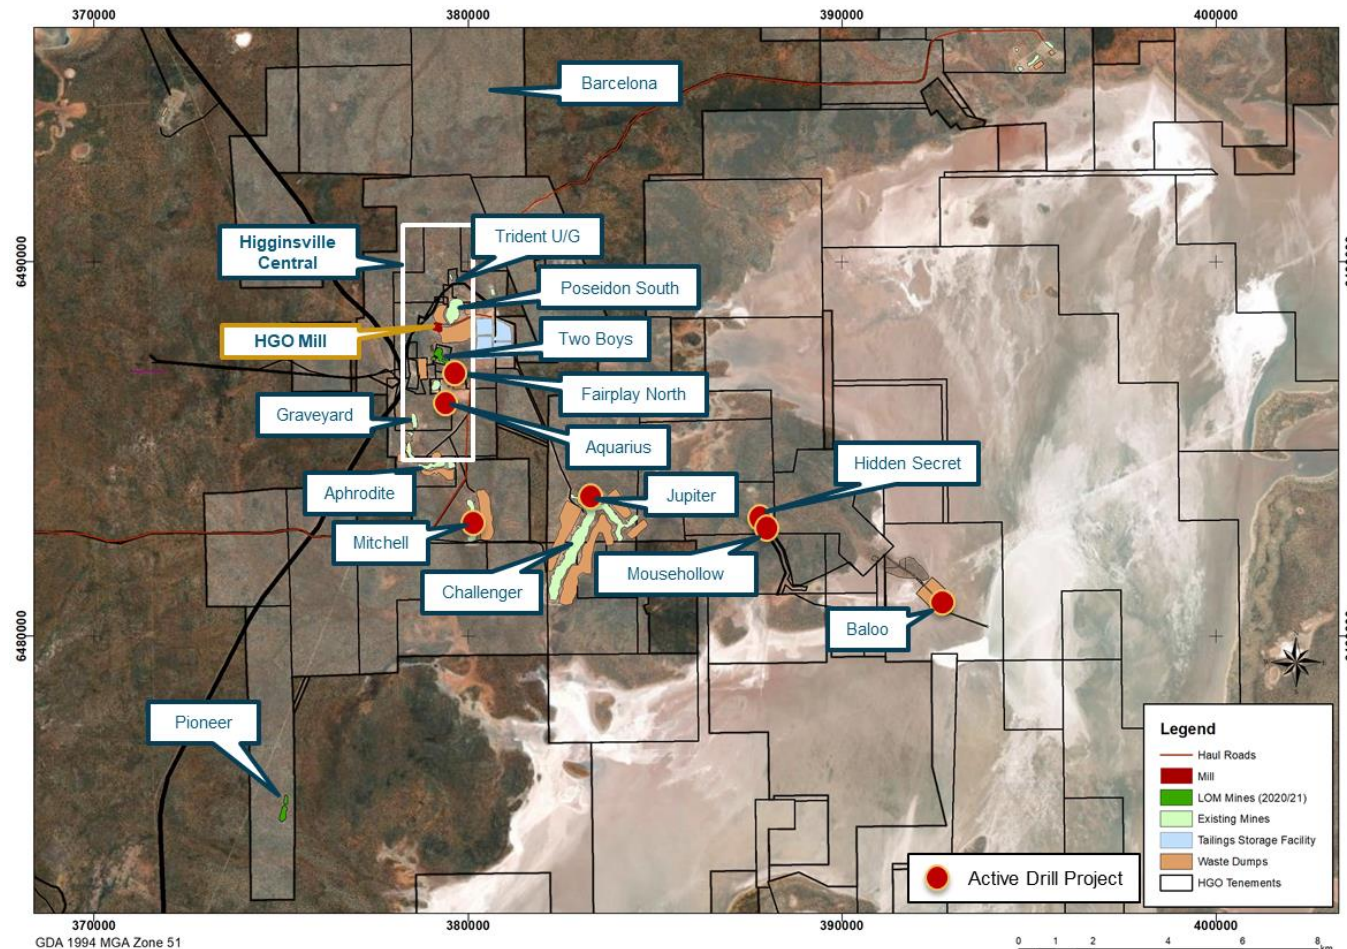 370000
380000
390000
400000
Barcelona
Trident U/G
Higginsville
Central
6490000
Poseidon South
HGO Mill
Two Boys
Fairplay North
Graveyard
Aquarius
Hidden Secret
Aphrodite
Jupiter
Mitchell
Mousehollow
Challenger
Baloo
6480000
Pioneer
Legend
Haul Roads
Mill
LOM Mines (2020/21)
Existing Mines
Tailings Storage Facility
Waste Dumps
HGO Tenements
Active Drill Project
370000
380000
390000
400000
GDA 1994 MGA Zone 51
0 1 2 4 6 8
km